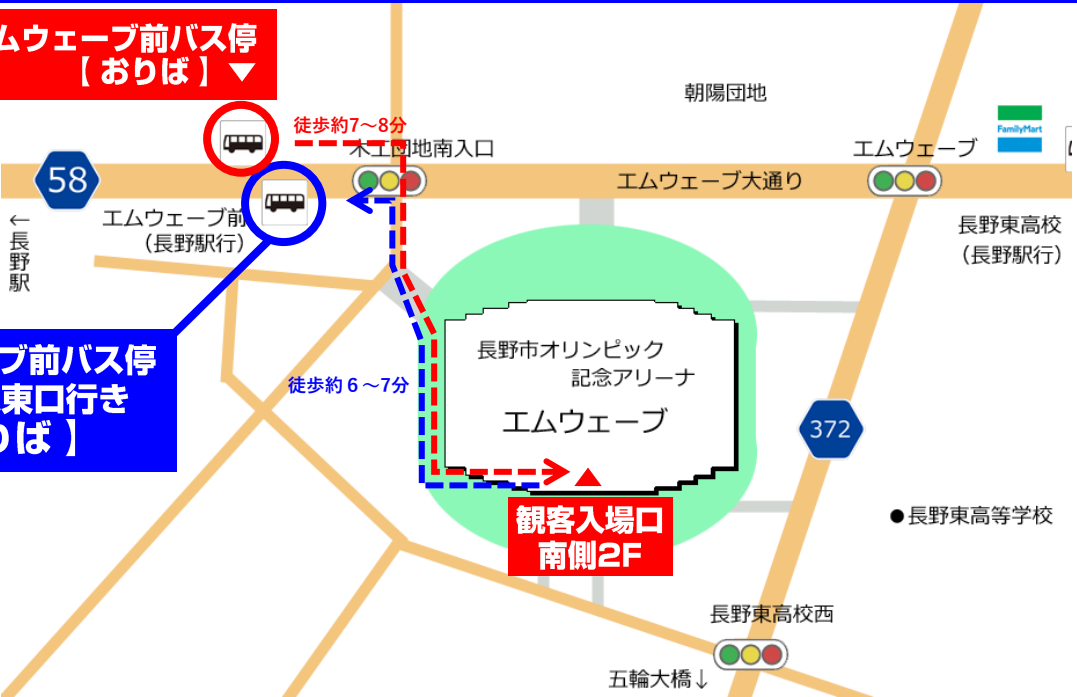 ムウェーブ前バス停
【 おりば 】▼
徒歩約7~8分
木工団地南入口
朝陽団地
FamilyMart
エムウェーブ
58
エムウェーブ大通り
エムウェーブ前
(長野駅行)
←長野駅
長野東高校
(長野駅行)
ブ前バス停
東口行き
りば 】
徒歩約6~7分
長野市オリンピック
記念アリーナ
エムウェーブ
372
観客入場口
南側2F
●長野東高等学校
長野東高校西
五輪大橋↓